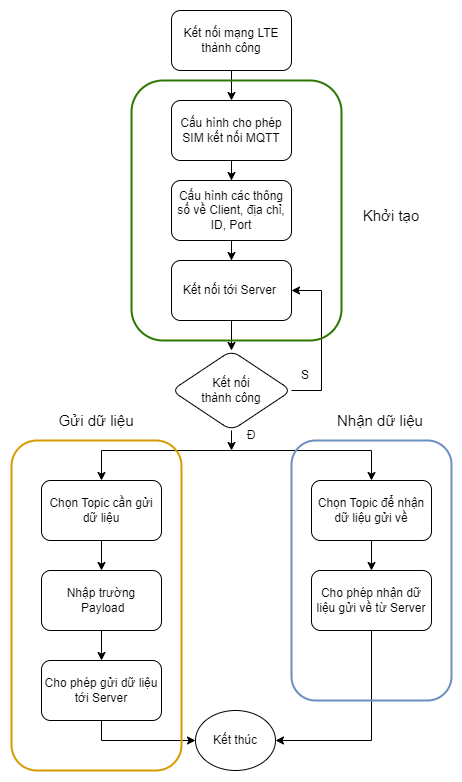 Kết nối mạng LTE
thành công
Cấu hình cho phép
SIM kết nối MQTT
Cấu hình các thông
số về Client, địa chỉ,
ID, Port
Khởi tạo
Kết nối tới Server
S
Kết nối
thành công
Đ
Gửi dữ liệu
Nhận dữ liệu
Chọn Topic cần gửi
dữ liệu
Nhập trường
Payload
Cho phép gửi dữ liệu
tới Server
Chọn Topic để nhận
dữ liệu gửi về
Cho phép nhận dữ
liệu gửi về từ Server
Kết thúc